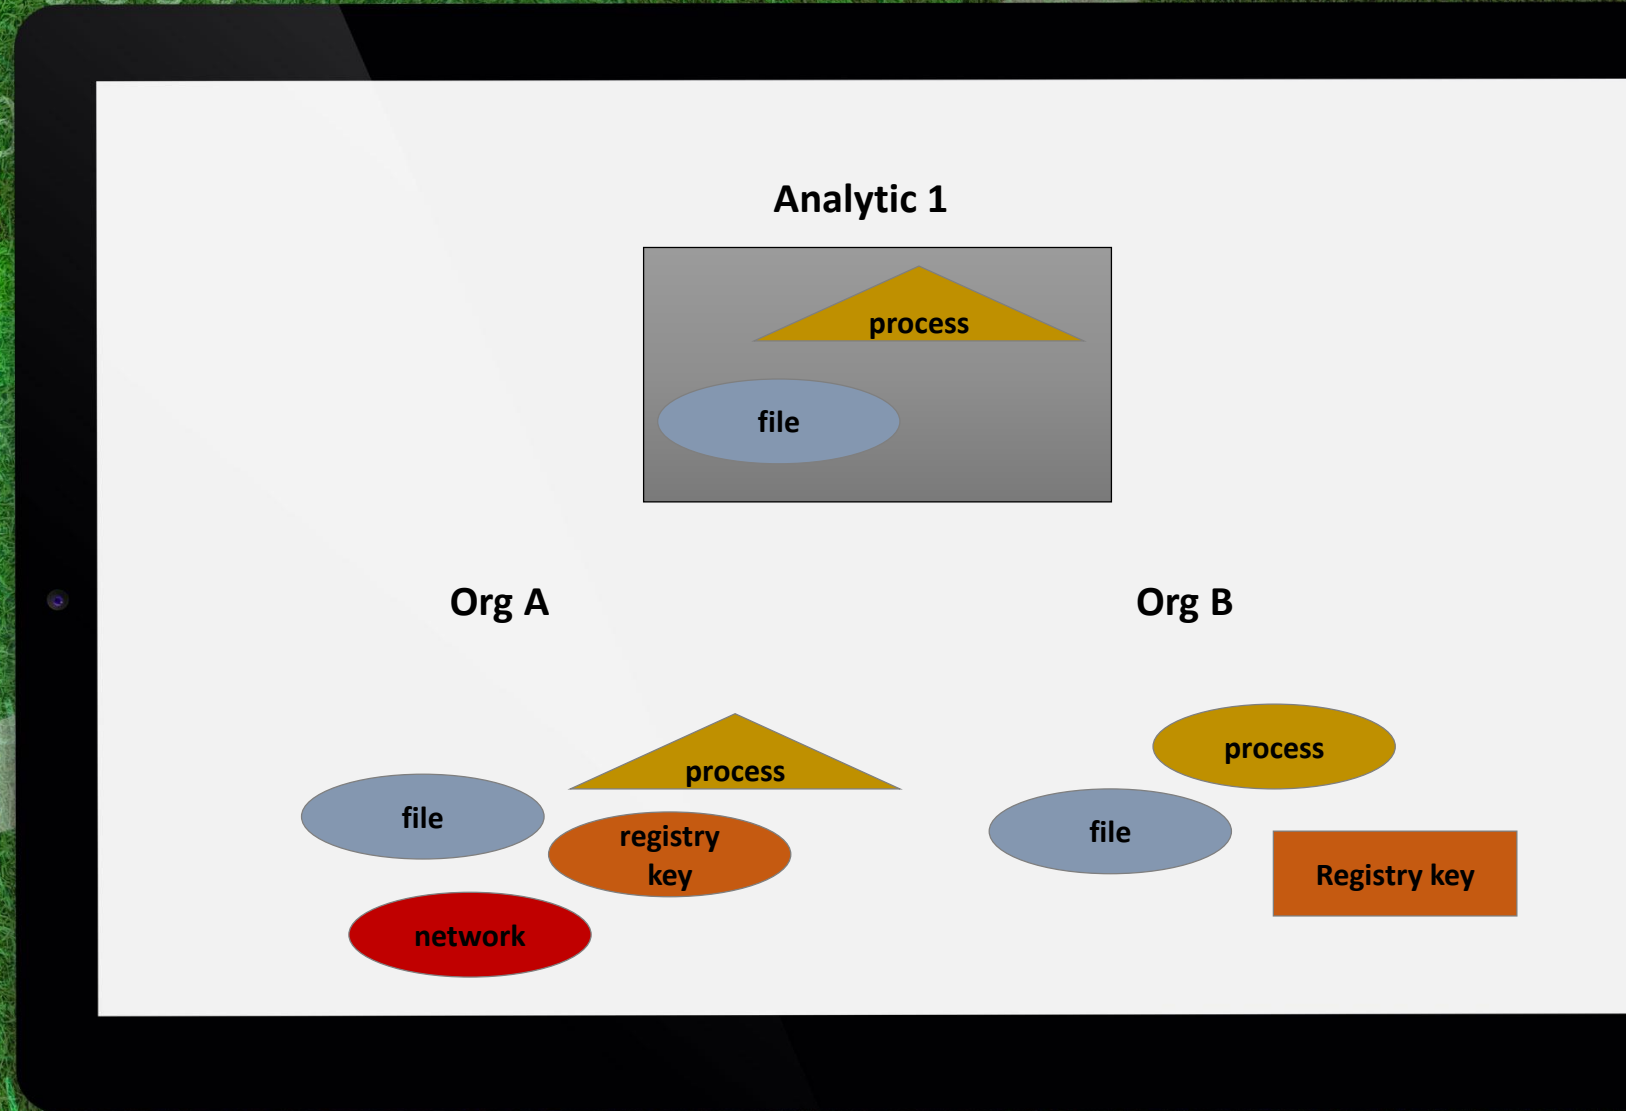 Analytic 1
process
file
Org A
Org B
process
file
registry
key
network
process
file
Registry key